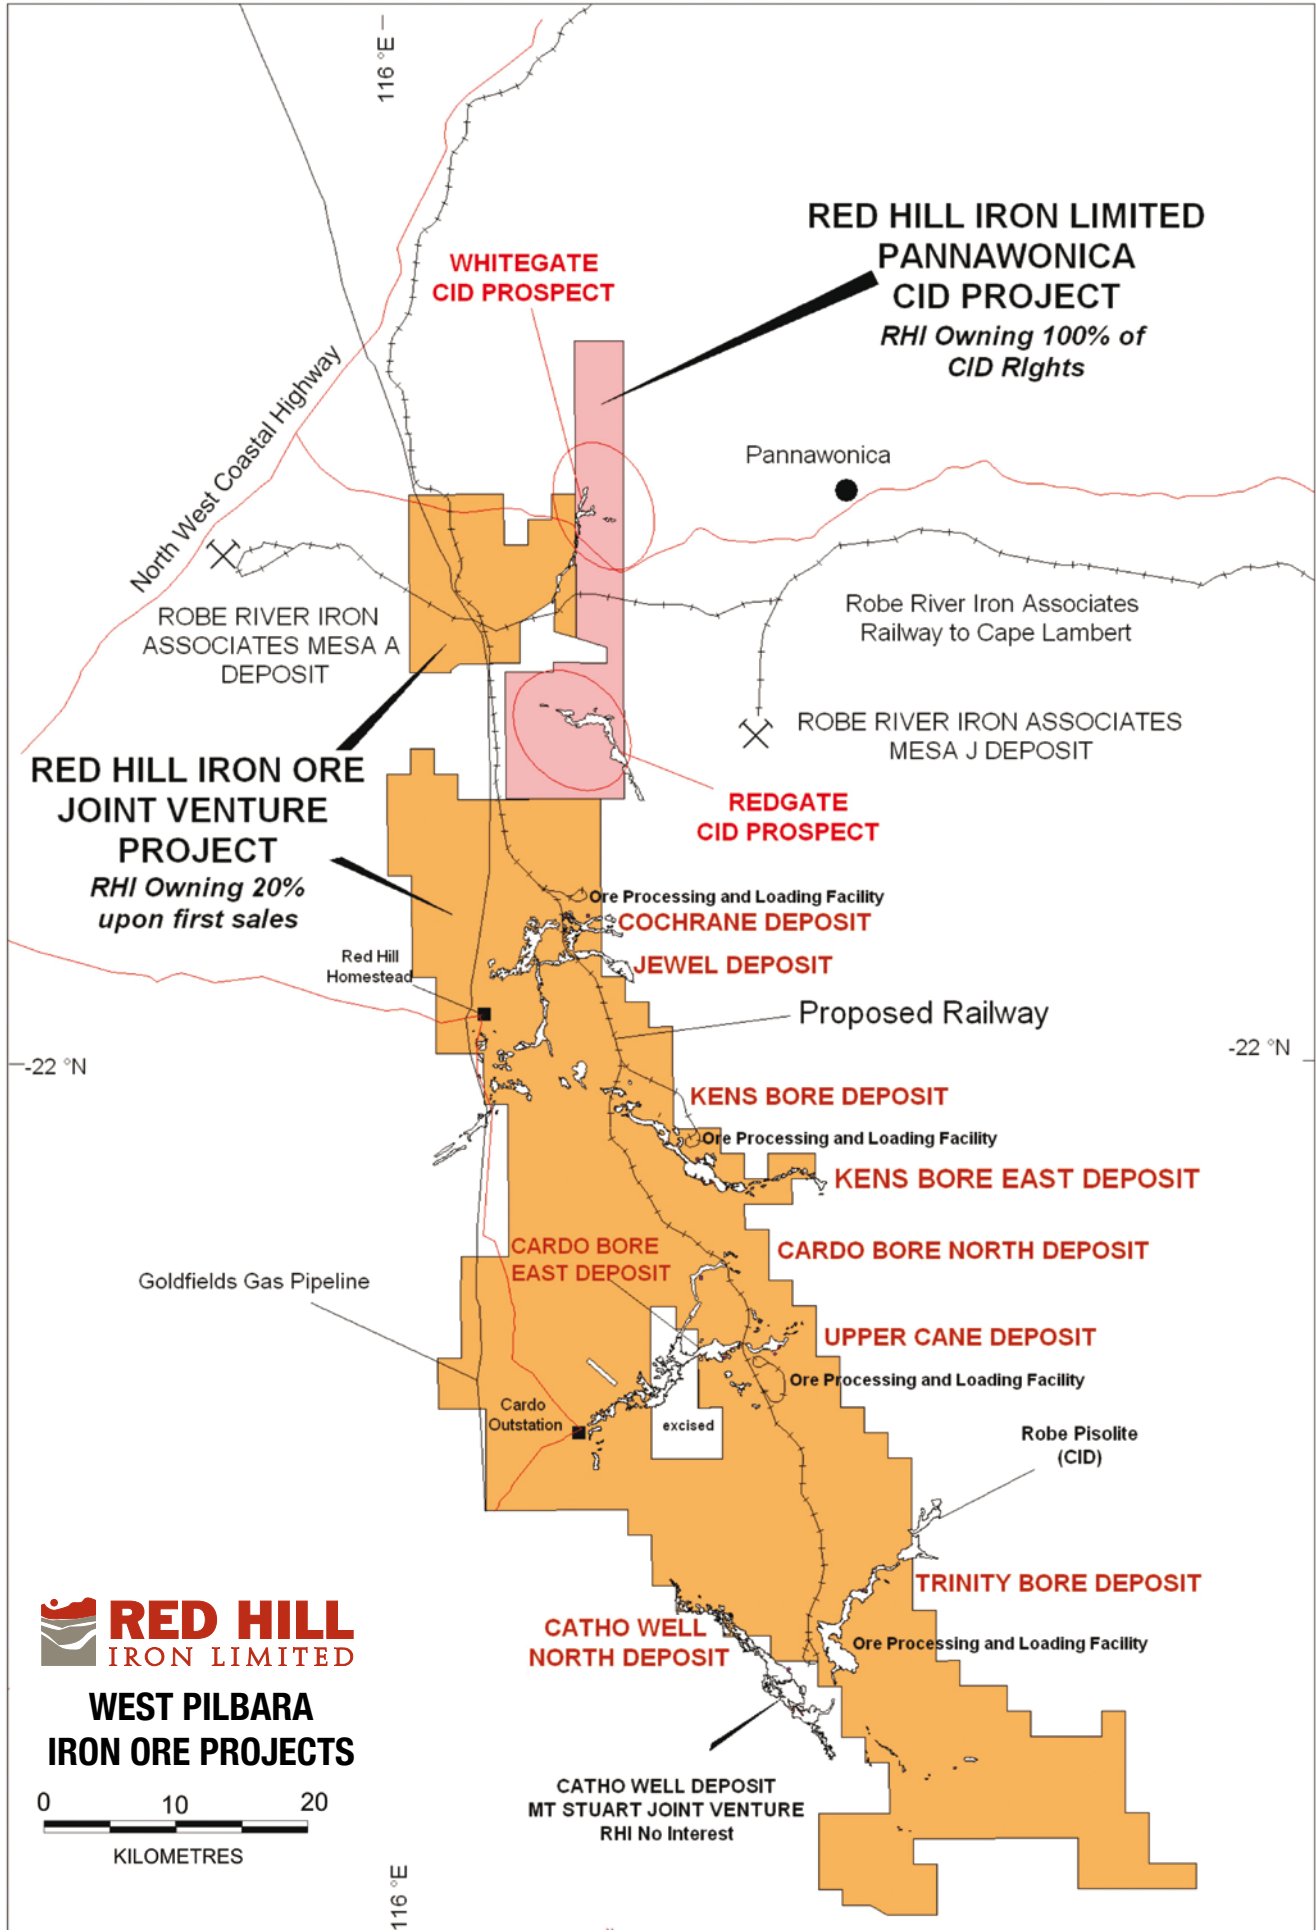 116 °E
RED HILL IRON LIMITED
PANNAWONICA
CID PROJECT
RHI Owning 100% of
CID RIghts
WHITEGATE
CID PROSPECT
North West Coastal Highway
Pannawonica
ROBE RIVER IRON
ASSOCIATES MESA A
DEPOSIT
Robe River Iron Associates
Railway to Cape Lambert
ROBE RIVER IRON ASSOCIATES
MESA J DEPOSIT
RED HILL IRON ORE
JOINT VENTURE
PROJECT
RHI Owning 20%
upon first sales
REDGATE
CID PROSPECT
Ore Processing and Loading Facility
COCHRANE DEPOSIT
JEWEL DEPOSIT
Red Hill
Homestead
Proposed Railway
-22 °N
-22 °N
KENS BORE DEPOSIT
Ore Processing and Loading Facility
KENS BORE EAST DEPOSIT
CARDO BORE
EAST DEPOSIT
CARDO BORE NORTH DEPOSIT
Goldfields Gas Pipeline
UPPER CANE DEPOSIT
Ore Processing and Loading Facility
Cardo
Outstation
excised
Robe Pisolite
(CID)
TRINITY BORE DEPOSIT
CATHO WELL
NORTH DEPOSIT
Ore Processing and Loading Facility
RED HILL
IRON LIMITED
WEST PILBARA
IRON ORE PROJECTS
0 10 20
KILOMETRES
CATHO WELL DEPOSIT
MT STUART JOINT VENTURE
RHI No Interest
116 °E